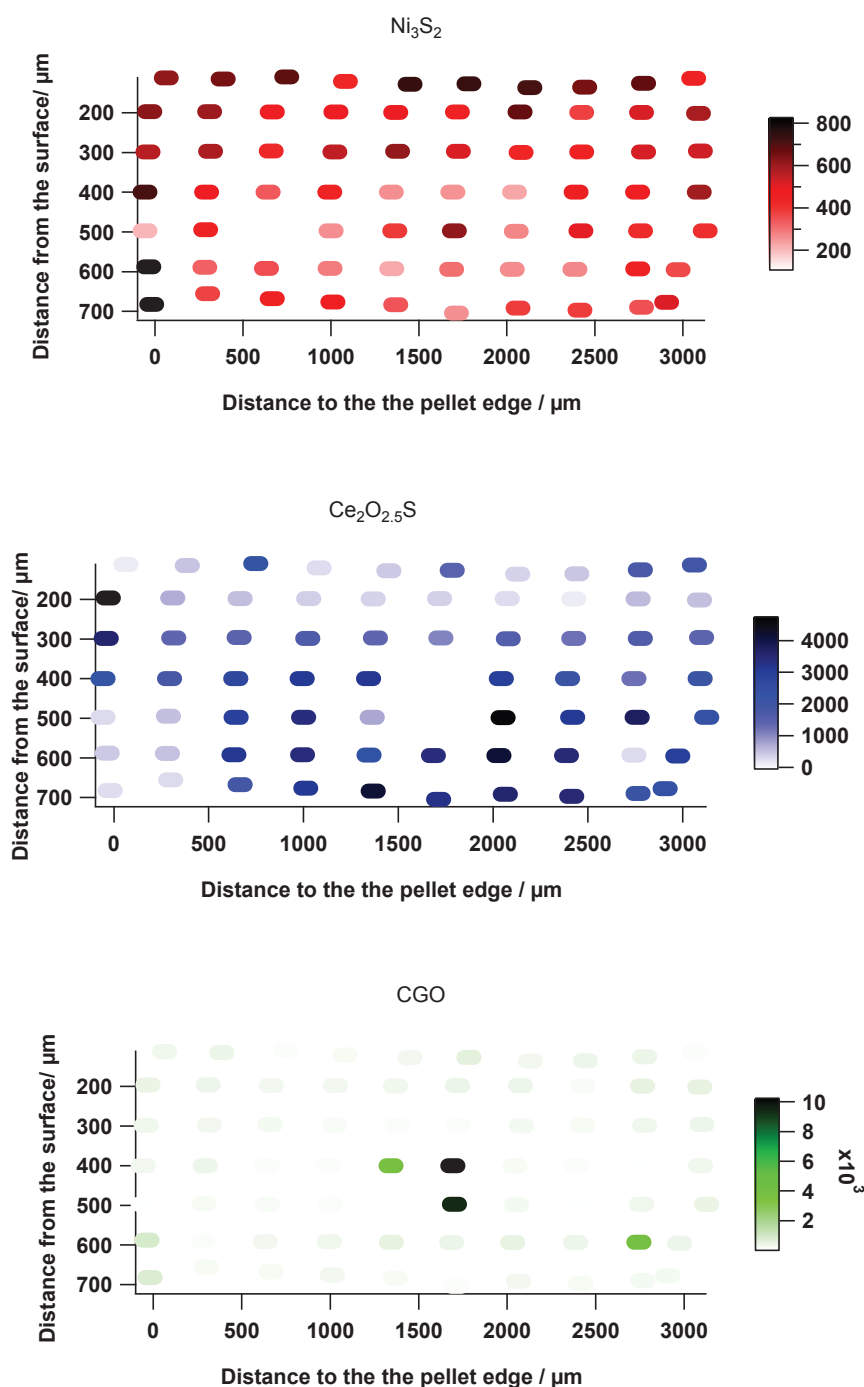 Ni₃S₂
Distance from the surface/ µm
200
300
400
500
600
700
0 500 1000 1500 2000 2500 3000
Distance to the the pellet edge / µm
800
600
400
200
Ce₂O₂.₅S
Distance from the surface/ µm
200
300
400
500
600
700
0 500 1000 1500 2000 2500 3000
Distance to the the pellet edge / µm
4000
3000
2000
1000
0
CGO
Distance from the surface/ µm
200
300
400
500
600
700
0 500 1000 1500 2000 2500 3000
Distance to the the pellet edge / µm
10
8
6
4
2
x10³